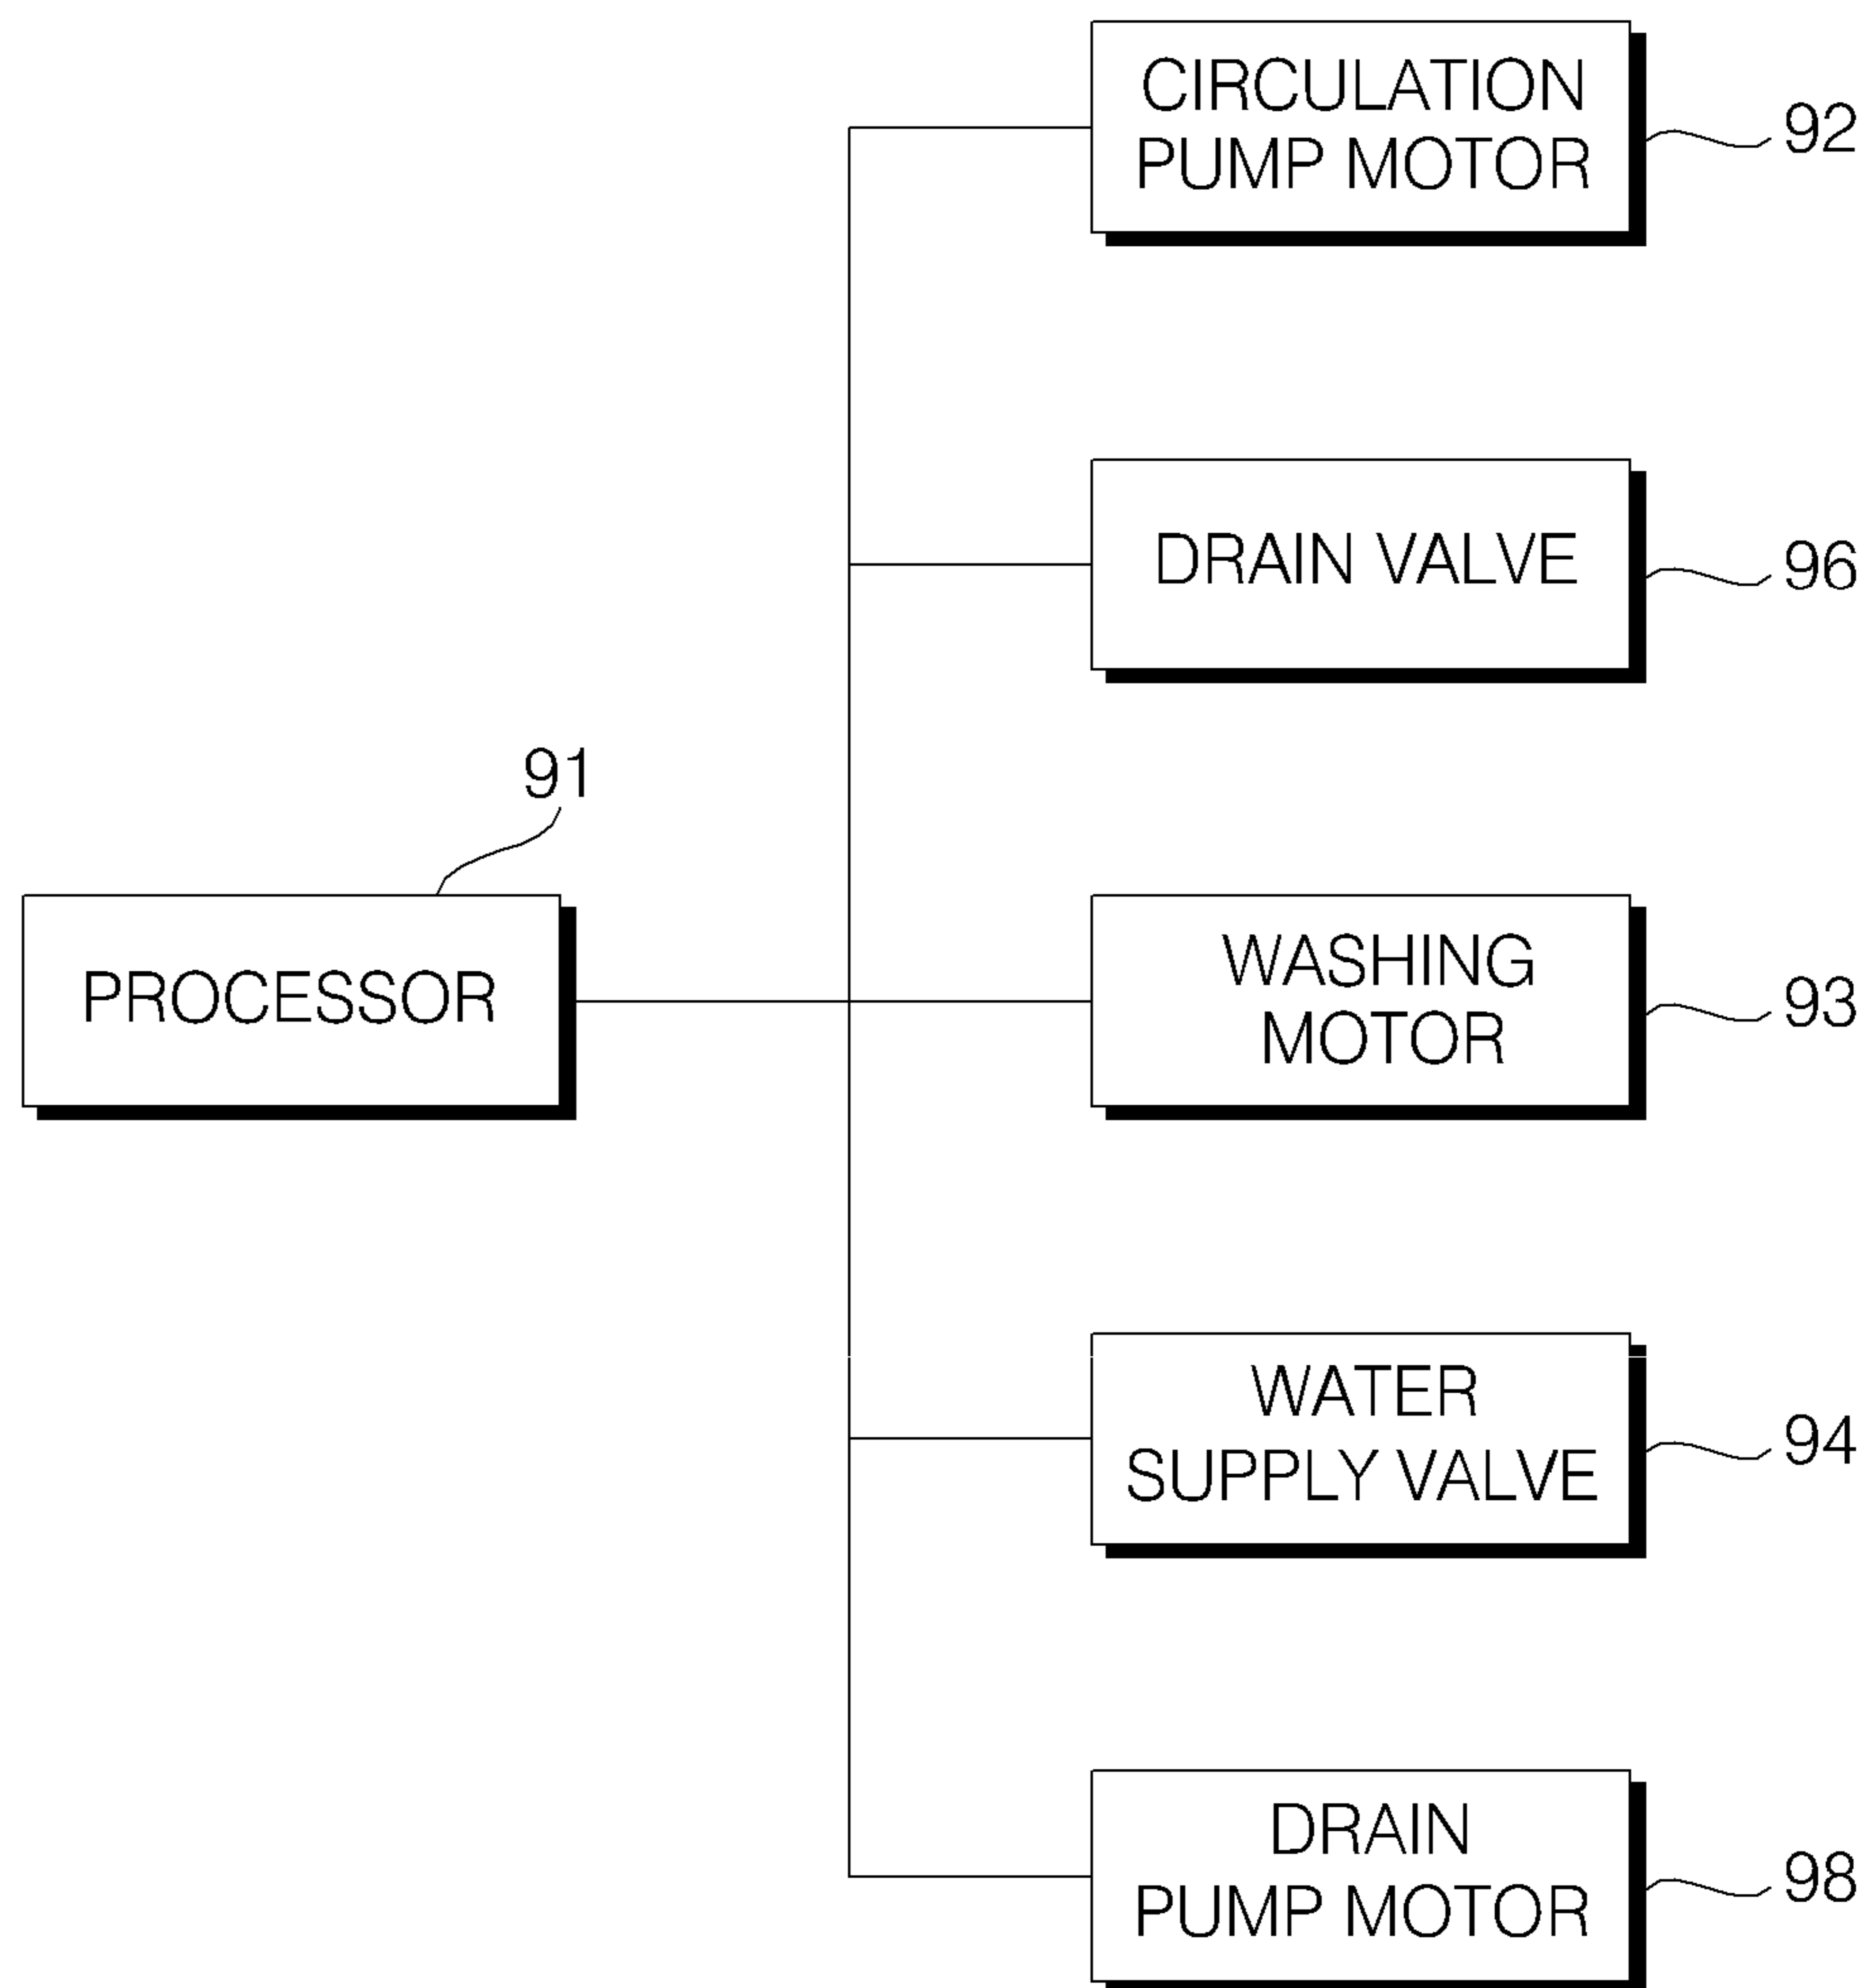 CIRCULATION
PUMP MOTOR
92
DRAIN VALVE
96
91
PROCESSOR
WASHING
MOTOR
93
WATER
SUPPLY VALVE
94
DRAIN
PUMP MOTOR
98